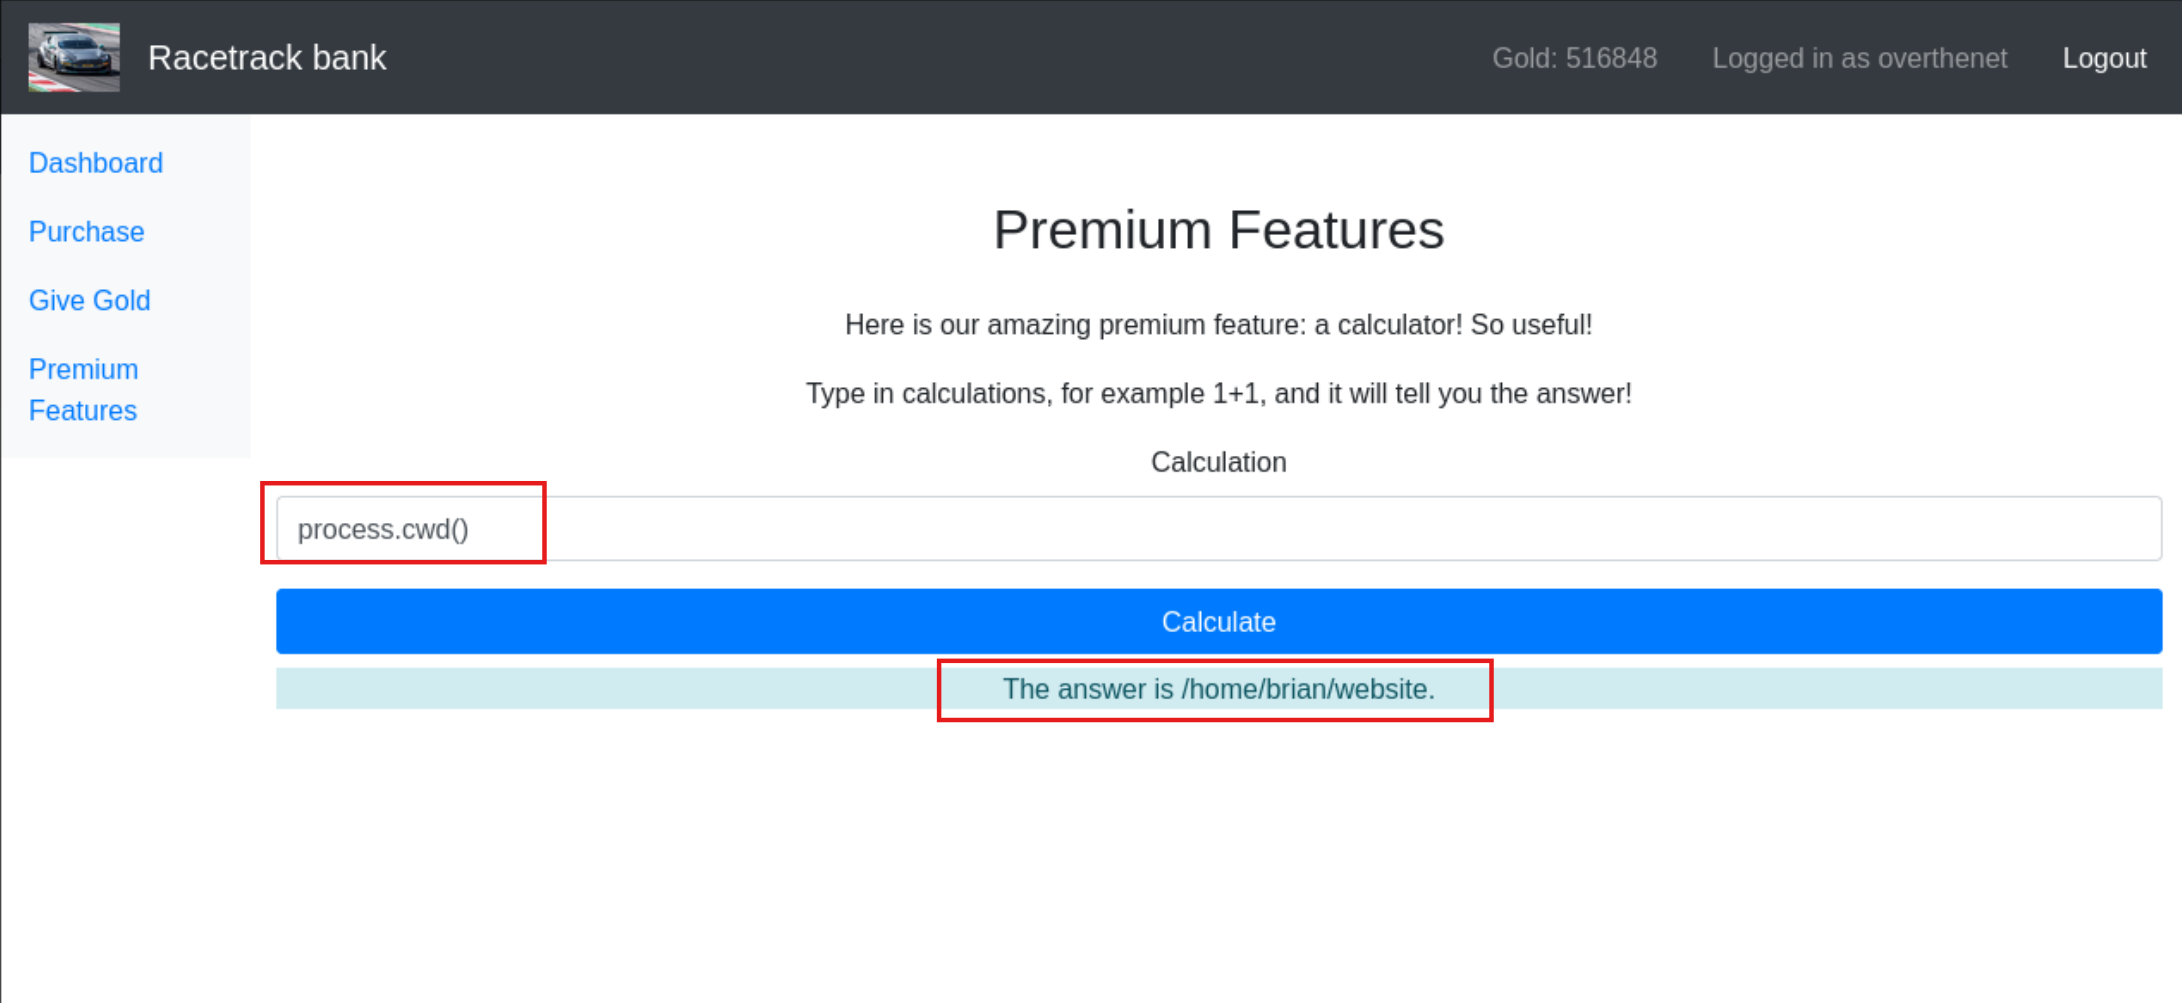 Racetrack bank
Gold: 516848
Logged in as overthenet
Logout
Dashboard
Purchase
Give Gold
Premium
Features
Premium Features
Here is our amazing premium feature: a calculator! So useful!
Type in calculations, for example 1+1, and it will tell you the answer!
Calculation
process.cwd()
Calculate
The answer is /home/brian/website.